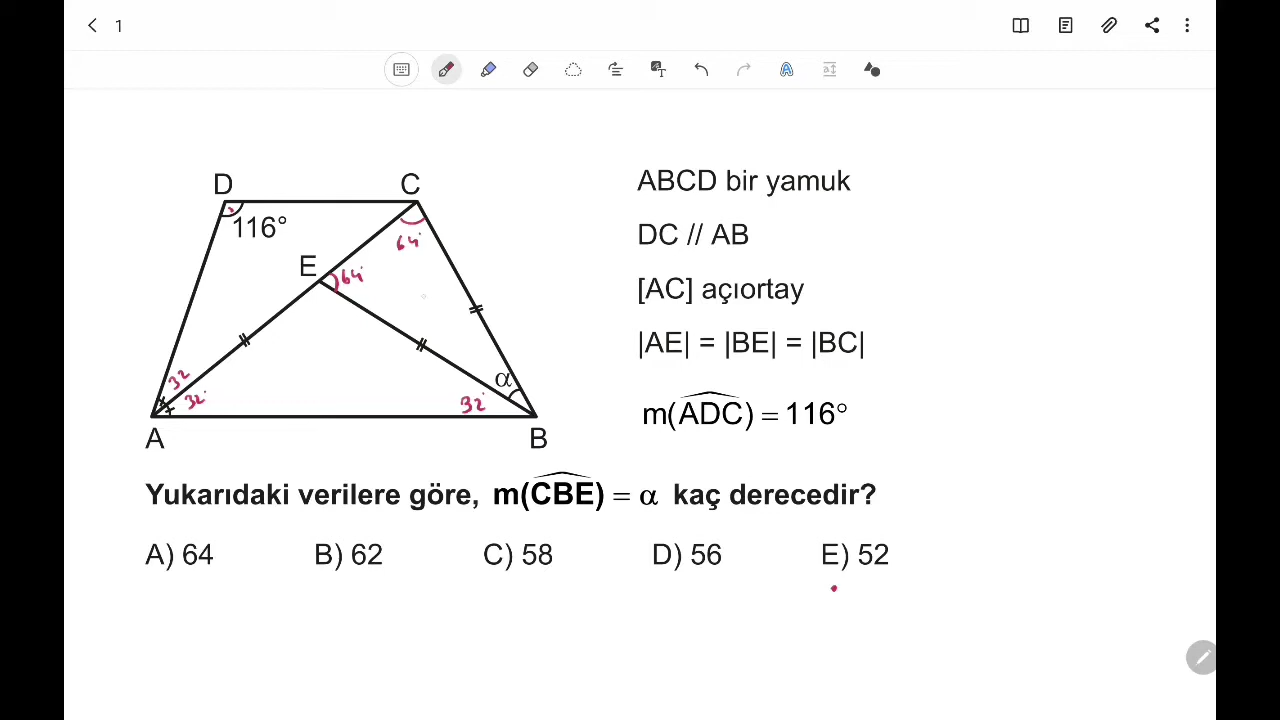 1
D
C
116°
64°
E
64°
ABCD bir yamuk
DC // AB
[AC] açıortay
|AE| = |BE| = |BC|
m(ADC) = 116°
α
32
32°
32°
A
B
Yukarıdaki verilere göre, m(CBE) = α kaç derecedir?
A) 64
B) 62
C) 58
D) 56
E) 52